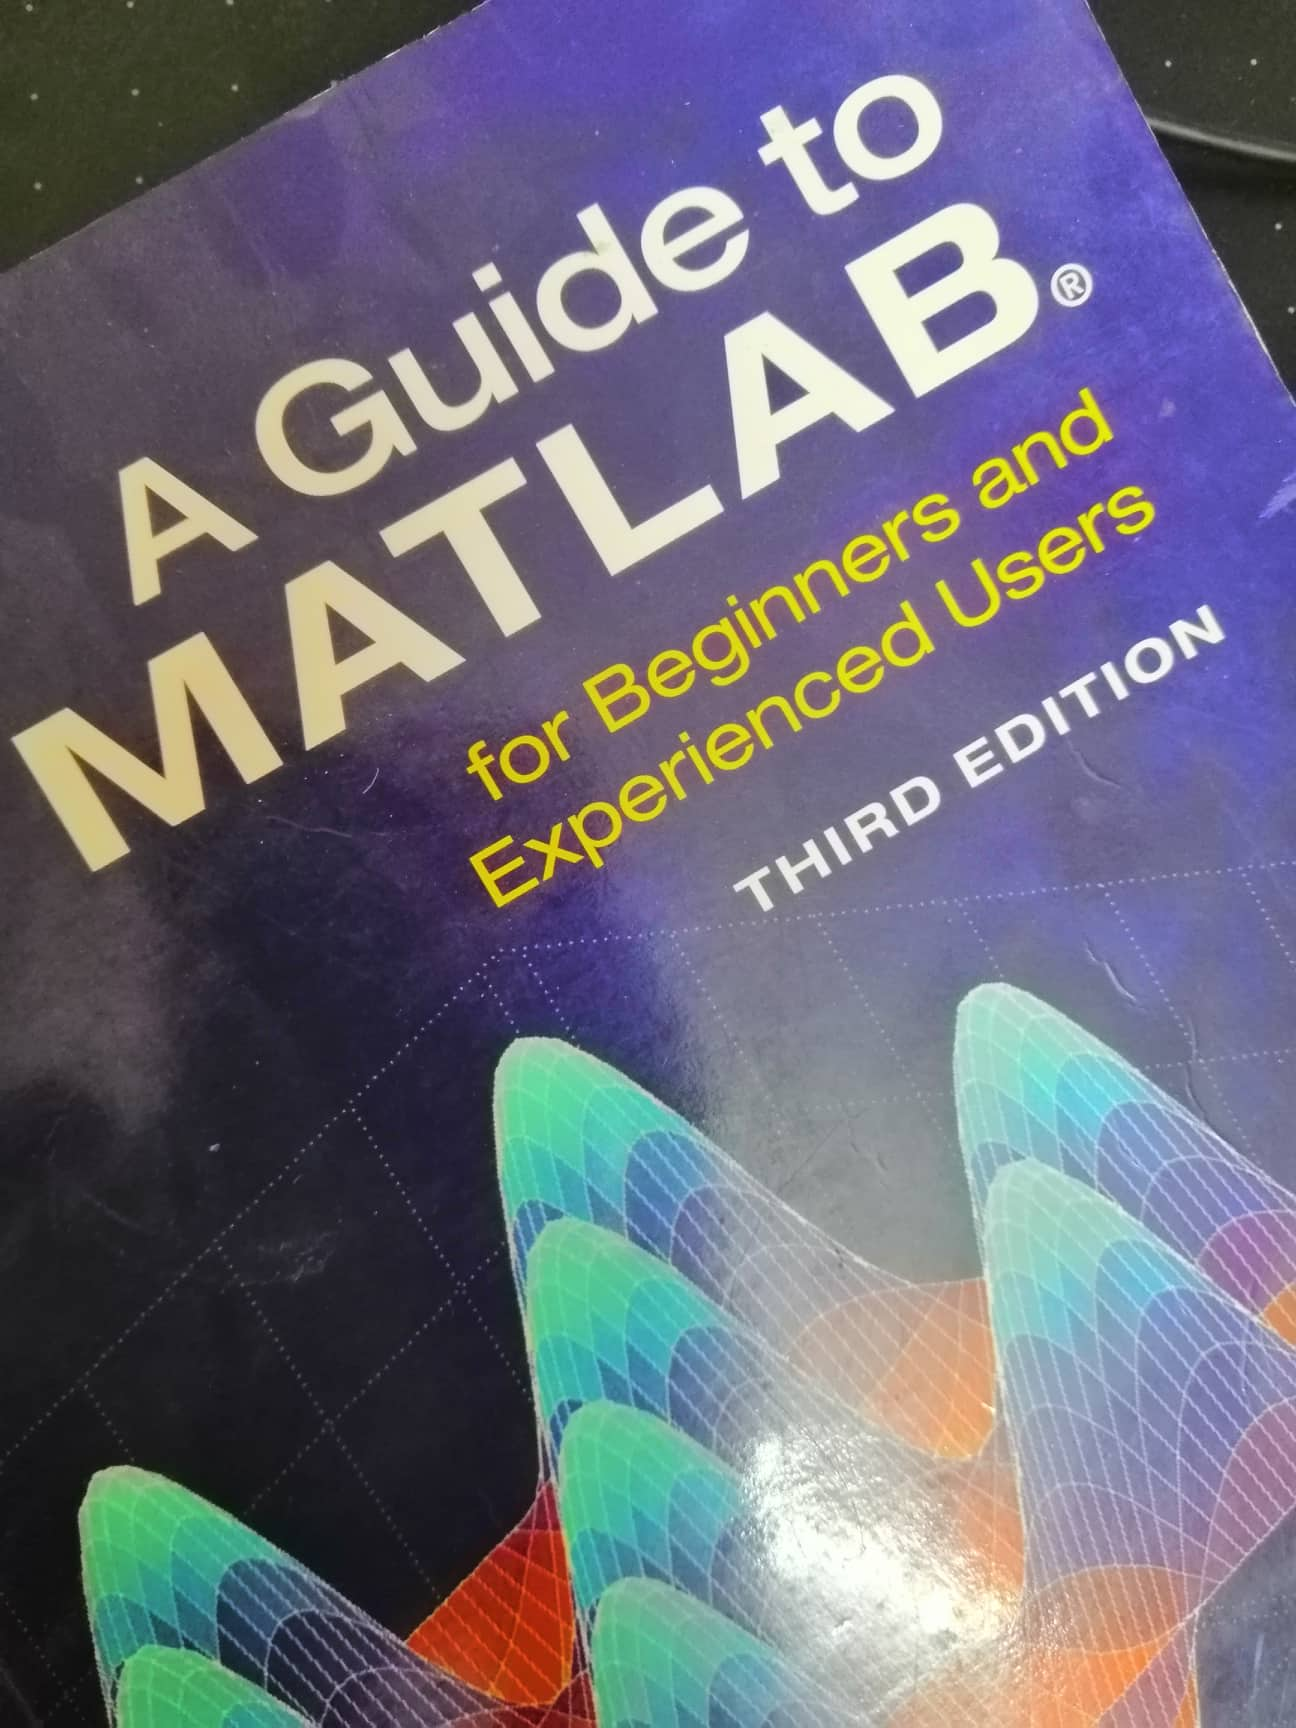 A Guide to
MATLAB®
for Beginners and
Experienced Users
THIRD EDITION